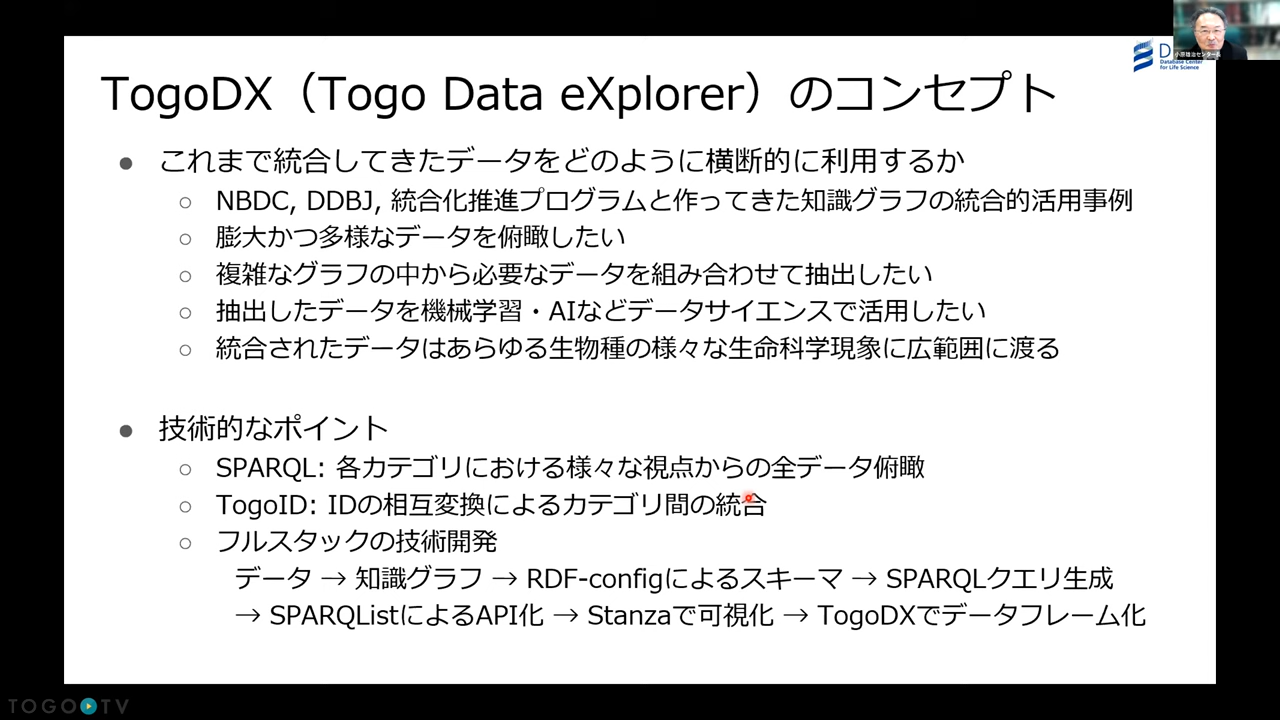 TogoDX（Togo Data eXplorer）のコンセプト
● これまで統合してきたデータをどのように横断的に利用するか
○ NBDC, DDBJ, 統合化推進プログラムと作ってきた知識グラフの統合的活用事例
○ 膨大かつ多様なデータを俯瞰したい
○ 複雑なグラフの中から必要なデータを組み合わせて抽出したい
○ 抽出したデータを機械学習・AIなどデータサイエンスで活用したい
○ 統合されたデータはあらゆる生物種の様々な生命科学現象に広範囲に渡る
● 技術的なポイント
○ SPARQL: 各カテゴリにおける様々な視点からの全データ俯瞰
○ TogoID: IDの相互変換によるカテゴリ間の統合
○ フルスタックの技術開発
データ → 知識グラフ → RDF-configによるスキーマ → SPARQLクエリ生成
→ SPARQListによるAPI化 → Stanzaで可視化 → TogoDXでデータフレーム化
D
Database Center
for Life Science
小原雄治センター長
TOGO TV